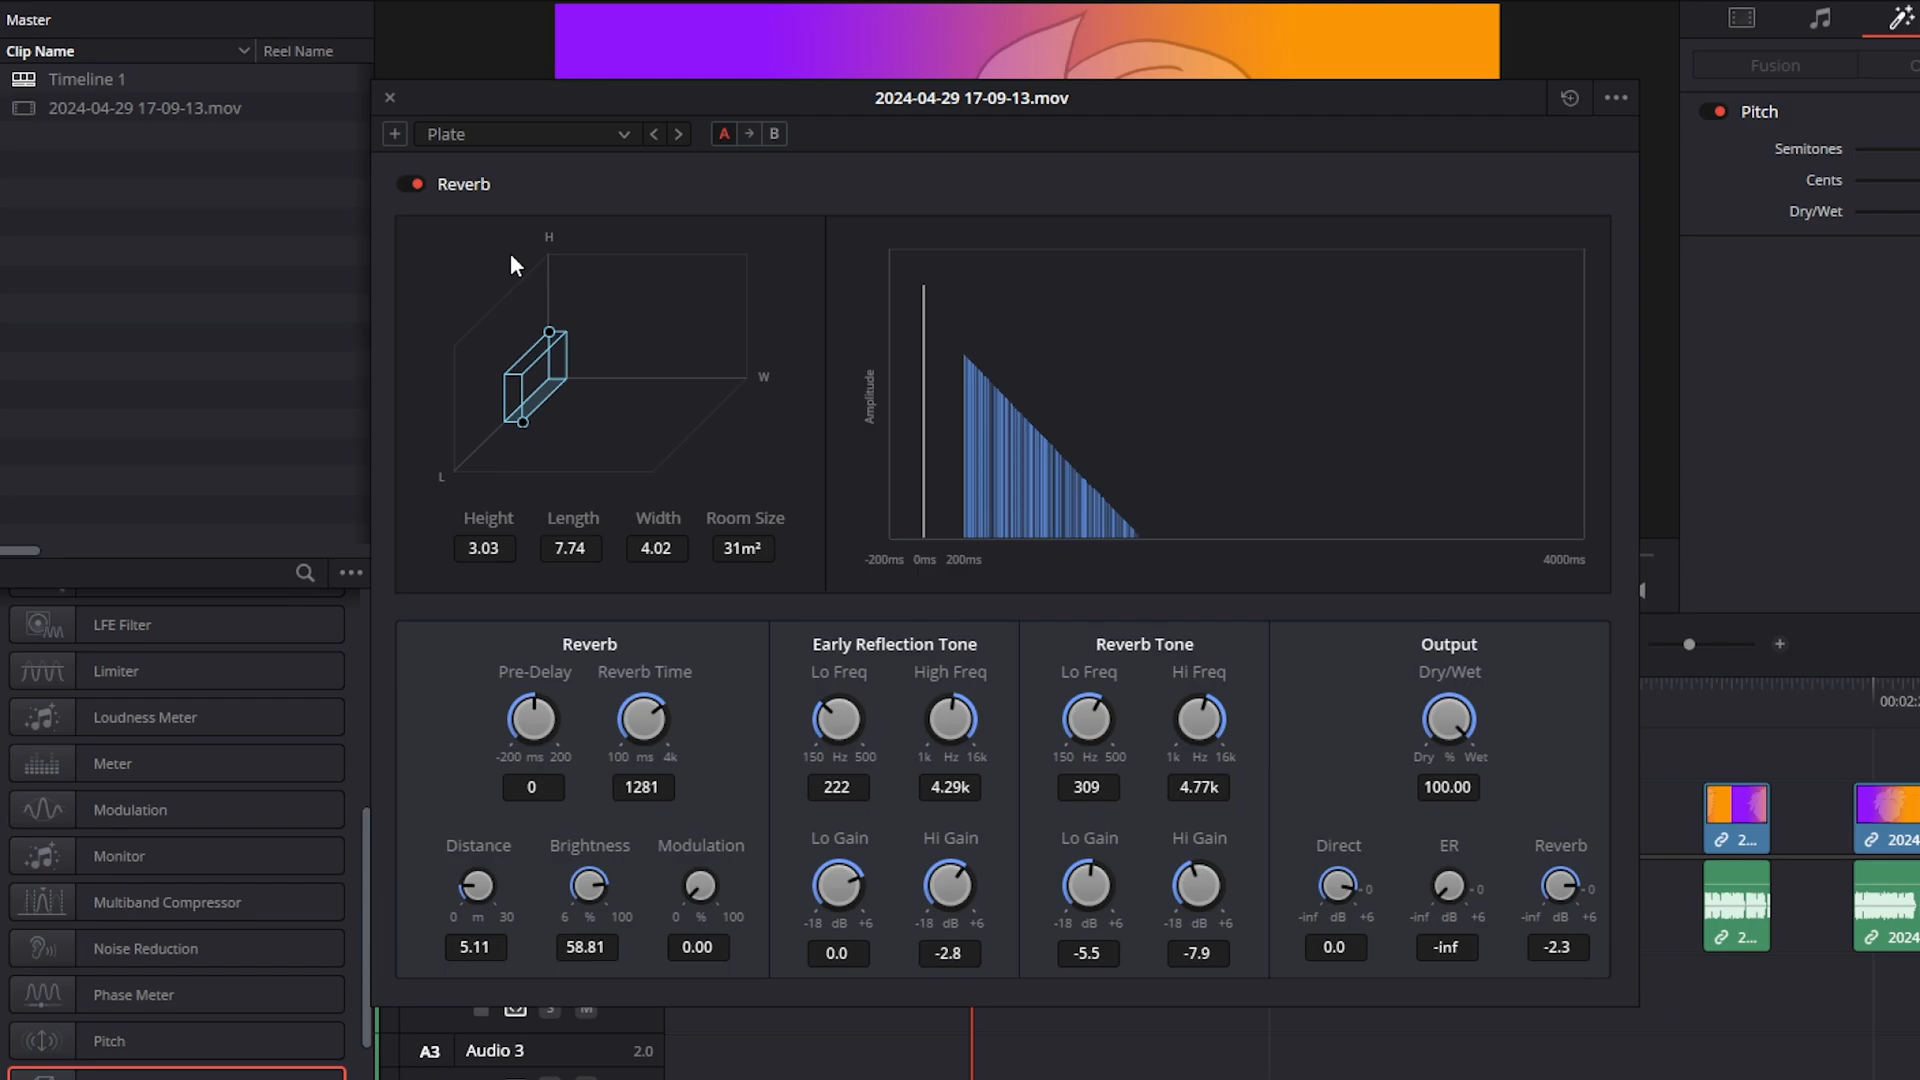 Master
Clip Name
Reel Name
Timeline 1
2024-04-29 17-09-13.mov
2024-04-29 17-09-13.mov
Plate
A
B
Reverb
H
W
L
Height
Length
Width
Room Size
3.03
7.74
4.02
31m²
Amplitude
-200ms
0ms
200ms
4000ms
Fusion
Pitch
Semitones
Cents
Dry/Wet
LFE Filter
Limiter
Loudness Meter
Meter
Modulation
Monitor
Multiband Compressor
Noise Reduction
Phase Meter
Pitch
Reverb
Pre-Delay
Reverb Time
-200 ms 200
100 ms 4k
0
1281
Distance
Brightness
Modulation
0 m 30
6 % 100
0 % 100
5.11
58.81
0.00
Early Reflection Tone
Lo Freq
High Freq
150 Hz 500
1k Hz 16k
222
4.29k
Lo Gain
Hi Gain
-18 dB +6
-18 dB +6
0.0
-2.8
Reverb Tone
Lo Freq
Hi Freq
150 Hz 500
1k Hz 16k
309
4.77k
Lo Gain
Hi Gain
-18 dB +6
-18 dB +6
-5.5
-7.9
Output
Dry/Wet
Dry % Wet
100.00
Direct
ER
Reverb
-0
-0
-0
-inf dB +6
-inf dB +6
-inf dB +6
0.0
-inf
-2.3
00:02:
2...
2024
2...
2024
S
M
A3
Audio 3
2.0